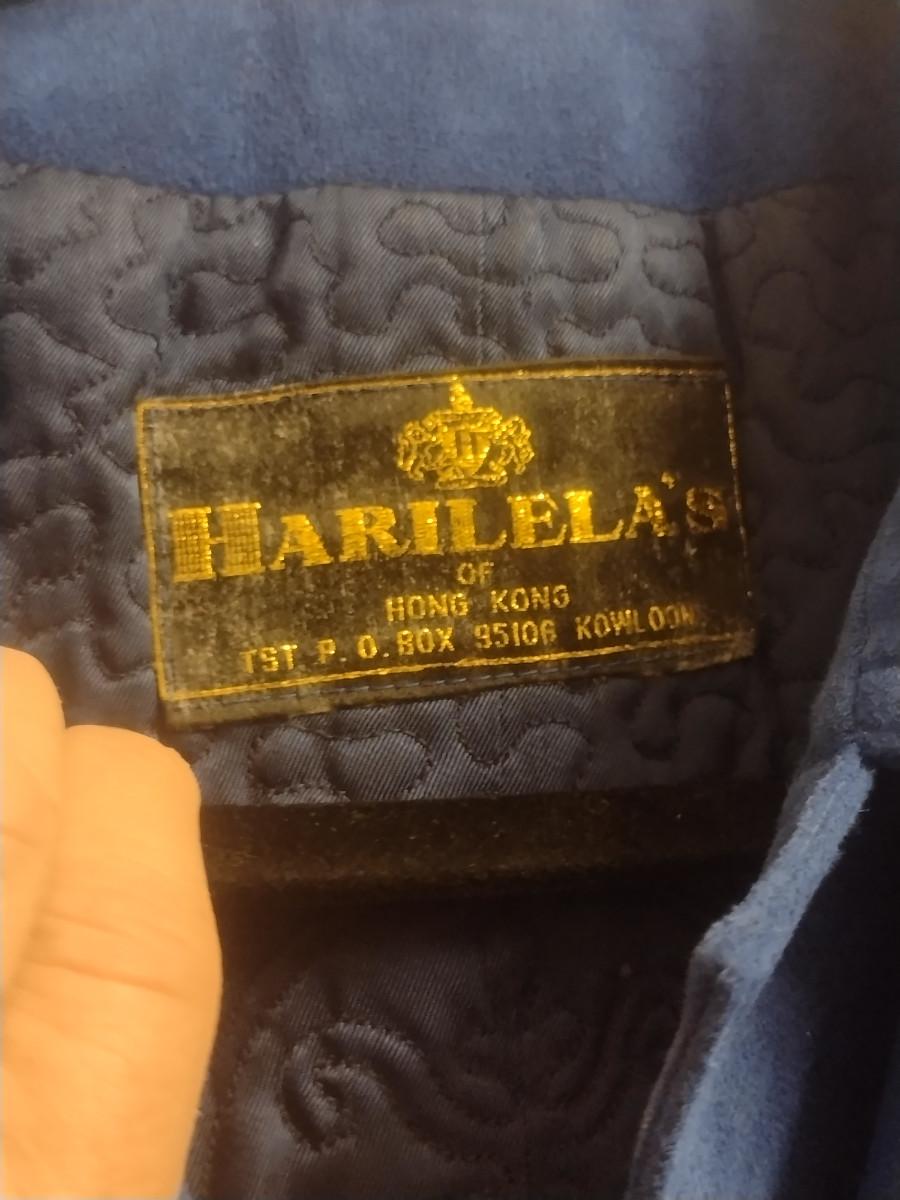 H
HARILELA'S
OF
HONG KONG
TST P.O.BOX 95106 KOWLOON